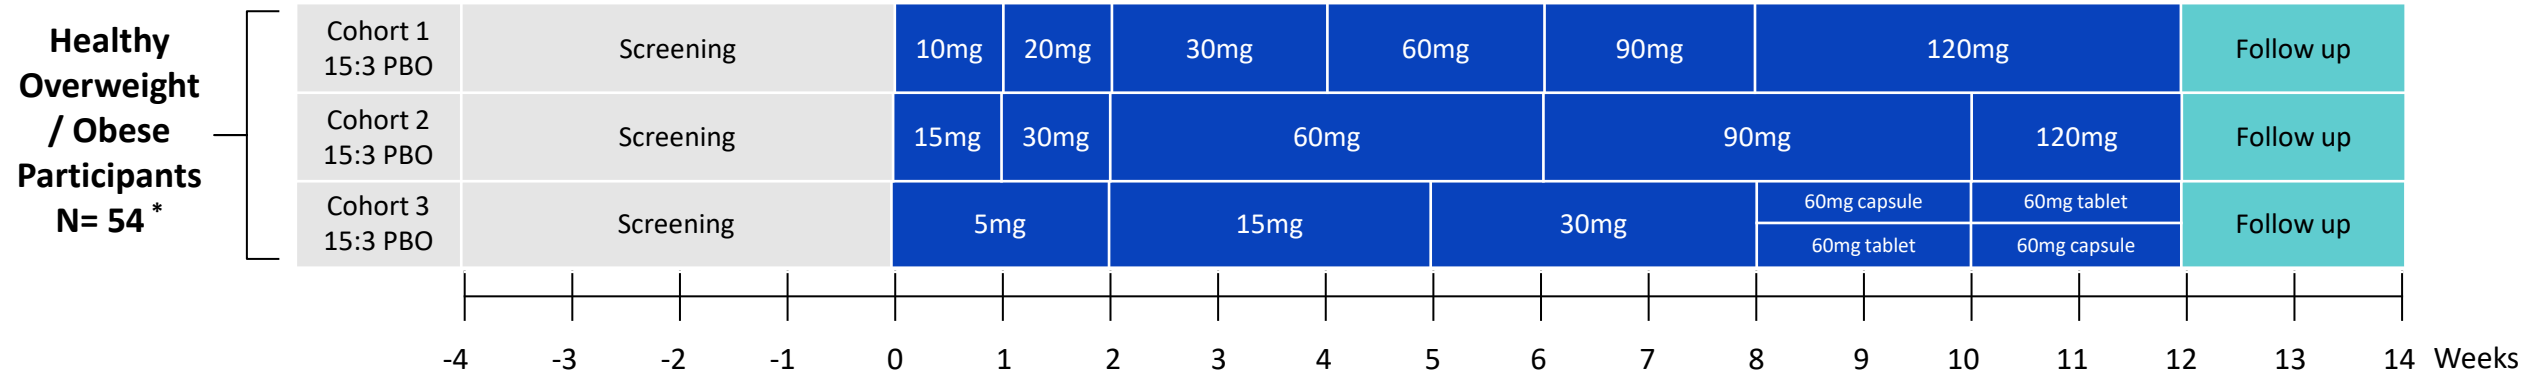 Healthy
Overweight
/ Obese
Participants
N= 54 *
Cohort 1
15:3 PBO
Screening
10mg
20mg
30mg
60mg
90mg
120mg
Follow up
Cohort 2
15:3 PBO
Screening
15mg
30mg
60mg
90mg
120mg
Follow up
Cohort 3
15:3 PBO
Screening
5mg
15mg
30mg
60mg capsule
60mg tablet
60mg tablet
60mg capsule
Follow up
-4 -3 -2 -1 0 1 2 3 4 5 6 7 8 9 10 11 12 13 14 Weeks